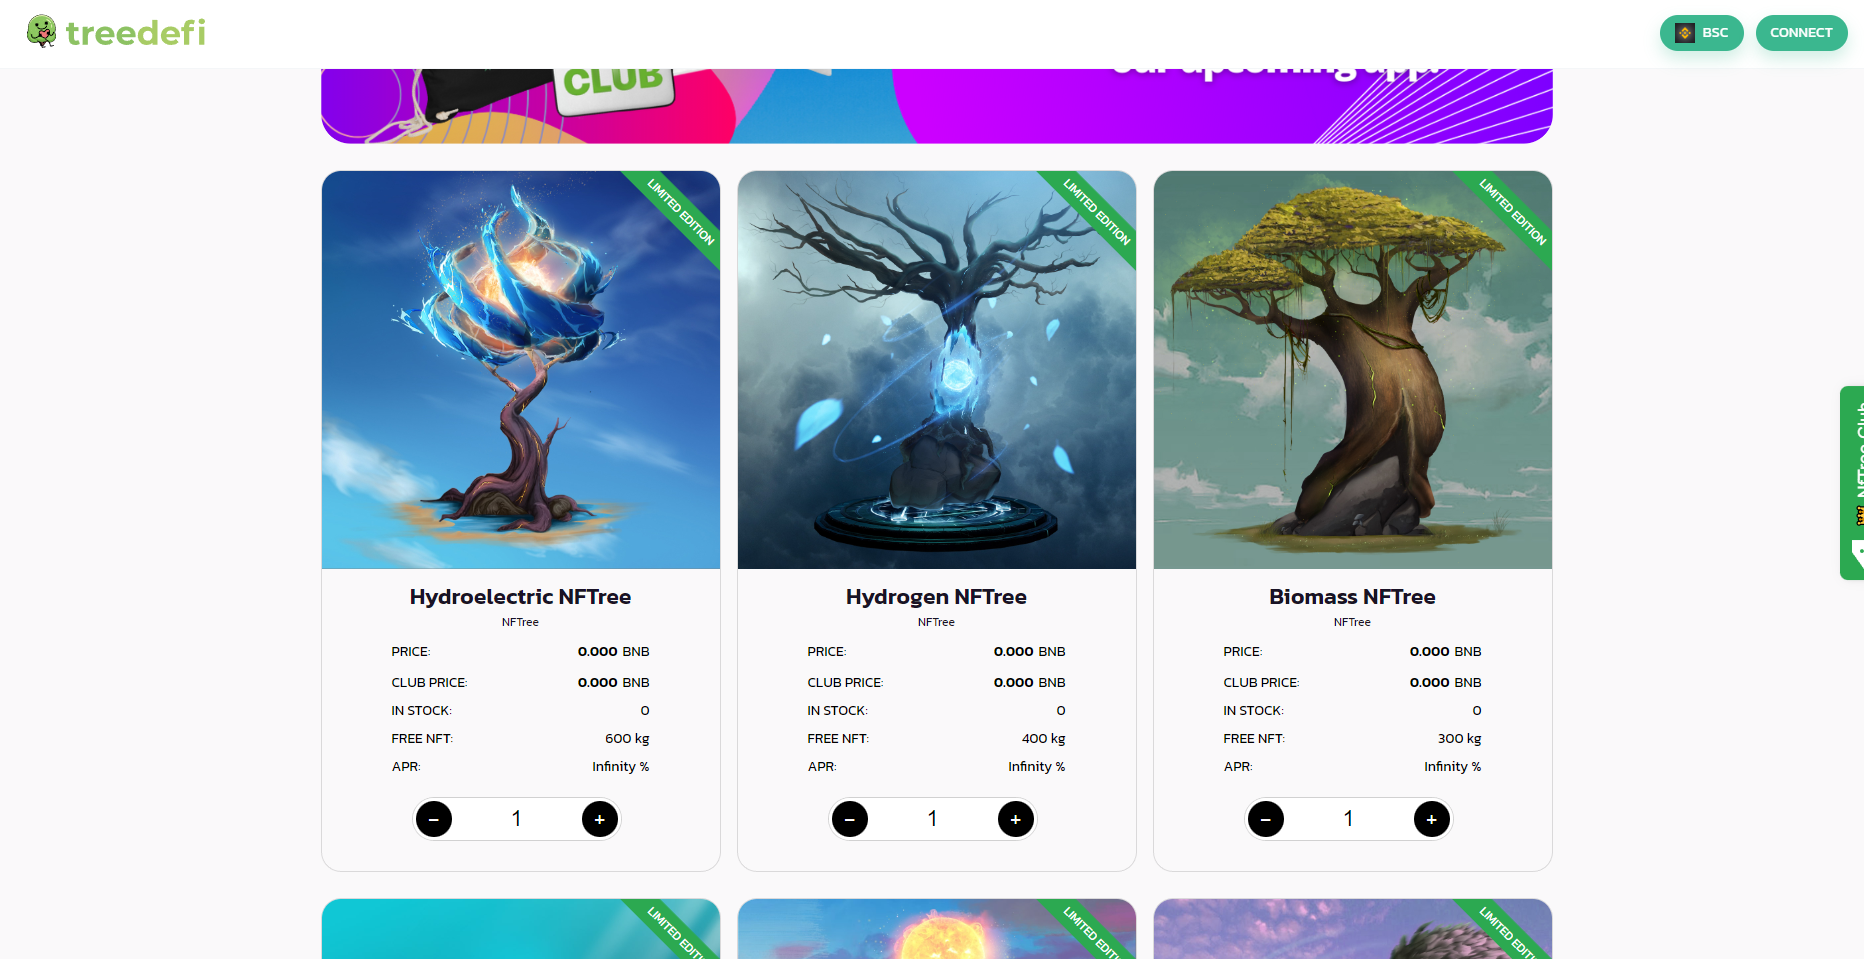 treedefi
BSC
CONNECT
CLUB
our upcoming app.
LIMITED EDITION
LIMITED EDITION
LIMITED EDITION
Hydroelectric NFTree
NFTree
PRICE: 0.000 BNB
CLUB PRICE: 0.000 BNB
IN STOCK: 0
FREE NFT: 600 kg
APR: Infinity %
− 1 +
Hydrogen NFTree
NFTree
PRICE: 0.000 BNB
CLUB PRICE: 0.000 BNB
IN STOCK: 0
FREE NFT: 400 kg
APR: Infinity %
− 1 +
Biomass NFTree
NFTree
PRICE: 0.000 BNB
CLUB PRICE: 0.000 BNB
IN STOCK: 0
FREE NFT: 300 kg
APR: Infinity %
− 1 +
NFTree Club
LIMITED EDITI
LIMITED EDITI
LIMITED EDITI